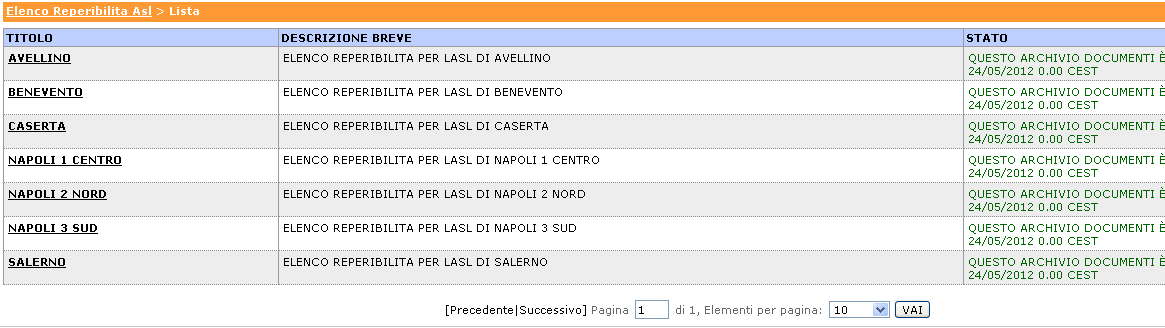 Elenco Reperibilita Asl > Lista
TITOLO DESCRIZIONE BREVE STATO
AVELLINO ELENCO REPERIBILITA PER LASL DI AVELLINO QUESTO ARCHIVIO DOCUMENTI È
24/05/2012 0.00 CEST
BENEVENTO ELENCO REPERIBILITA PER LASL DI BENEVENTO QUESTO ARCHIVIO DOCUMENTI È
24/05/2012 0.00 CEST
CASERTA ELENCO REPERIBILITA PER LASL DI CASERTA QUESTO ARCHIVIO DOCUMENTI È
24/05/2012 0.00 CEST
NAPOLI 1 CENTRO ELENCO REPERIBILITA PER LASL DI NAPOLI 1 CENTRO QUESTO ARCHIVIO DOCUMENTI È
24/05/2012 0.00 CEST
NAPOLI 2 NORD ELENCO REPERIBILITA PER LASL DI NAPOLI 2 NORD QUESTO ARCHIVIO DOCUMENTI È
24/05/2012 0.00 CEST
NAPOLI 3 SUD ELENCO REPERIBILITA PER LASL DI NAPOLI 3 SUD QUESTO ARCHIVIO DOCUMENTI È
24/05/2012 0.00 CEST
SALERNO ELENCO REPERIBILITA PER LASL DI SALERNO QUESTO ARCHIVIO DOCUMENTI È
24/05/2012 0.00 CEST
[Precedente|Successivo] Pagina 1 di 1, Elementi per pagina: 10 VAI